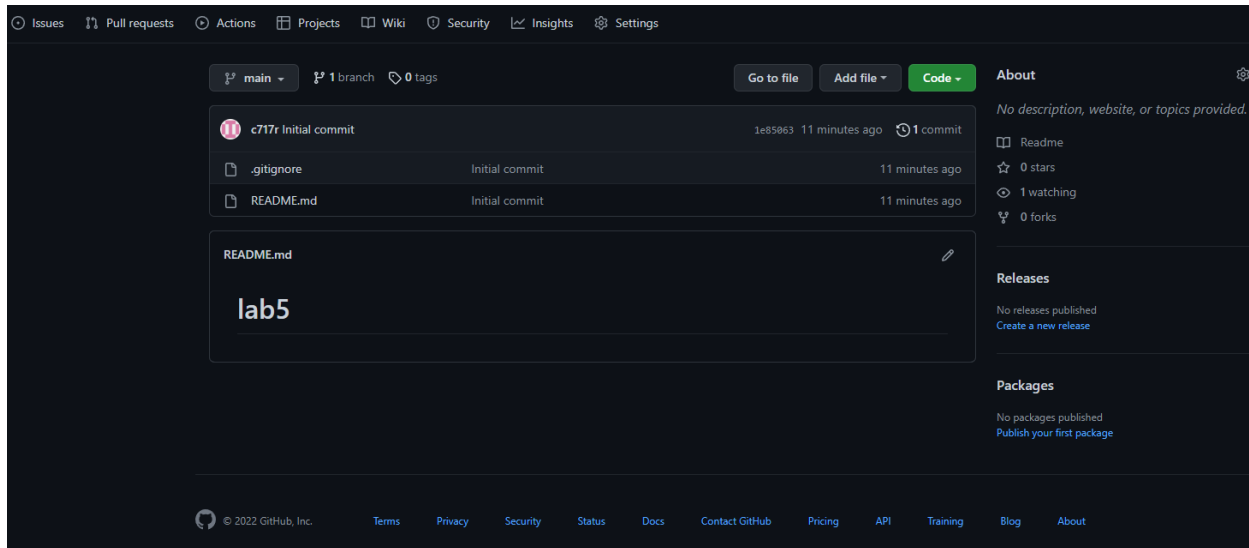 Issues Pull requests Actions Projects Wiki Security Insights Settings
main 1 branch 0 tags Go to file Add file Code
c717r Initial commit 1e85063 11 minutes ago 1 commit
.gitignore Initial commit 11 minutes ago
README.md Initial commit 11 minutes ago
README.md
lab5
About
No description, website, or topics provided.
Readme
0 stars
1 watching
0 forks
Releases
No releases published
Create a new release
Packages
No packages published
Publish your first package
© 2022 GitHub, Inc. Terms Privacy Security Status Docs Contact GitHub Pricing API Training Blog About